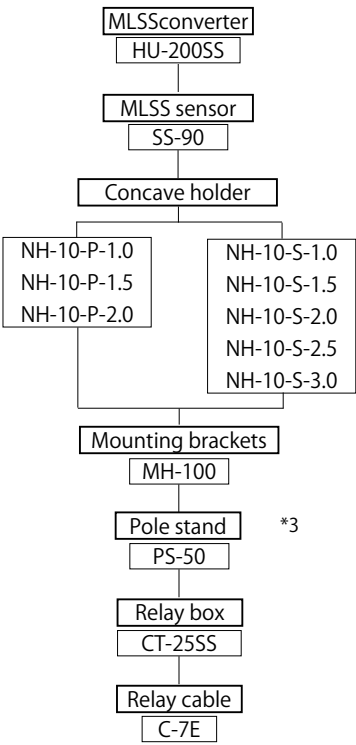 MLSSconverter
HU-200SS
MLSS sensor
SS-90
Concave holder
NH-10-P-1.0
NH-10-P-1.5
NH-10-P-2.0
NH-10-S-1.0
NH-10-S-1.5
NH-10-S-2.0
NH-10-S-2.5
NH-10-S-3.0
Mounting brackets
MH-100
Pole stand *3
PS-50
Relay box
CT-25SS
Relay cable
C-7E